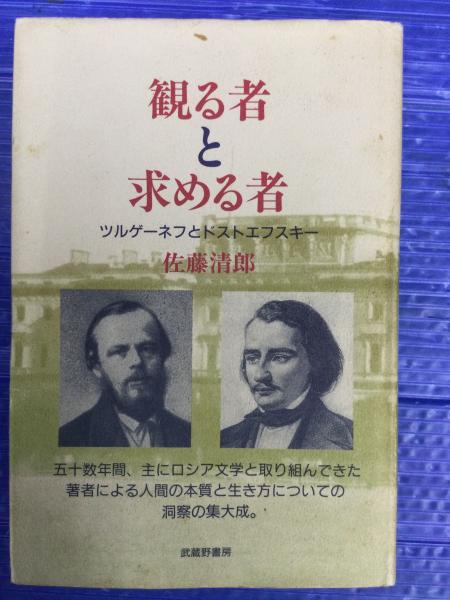 観る者
と
求める者
ツルゲーネフとドストエフスキー
佐藤清郎
五十数年間、主にロシア文学と取り組んできた
著者による人間の本質と生き方についての
洞察の集大成。
武蔵野書房